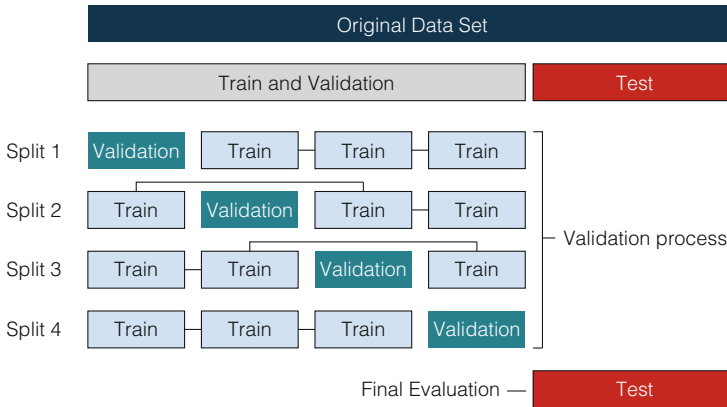 Original Data Set
Train and Validation Test
Split 1 Validation Train Train Train
Split 2 Train Validation Train Train
Validation process
Split 3 Train Train Validation Train
Split 4 Train Train Train Validation
Final Evaluation Test